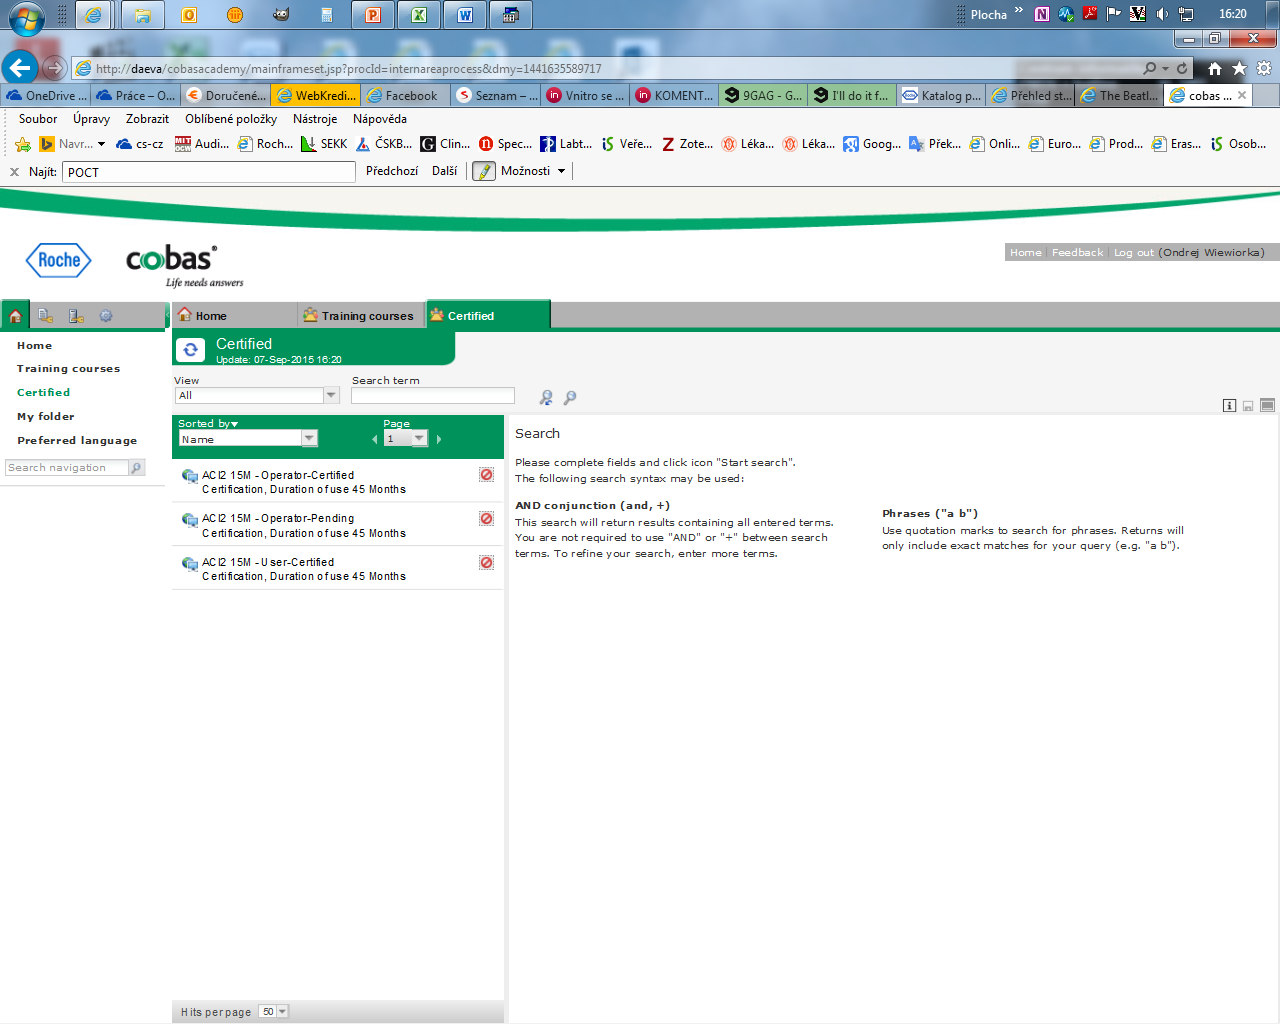 Plocha »
16:20
http://daeva/cobasacademy/mainframeset.jsp?procId=internareaprocess&dmy=1441635589717
OneDrive ... Práce – O... Doručené... WebKredi... Facebook Seznam – ... Vnitro se ... KOMENT... 9GAG - G... I'll do it f... Katalog p... Přehled st... The Beatl... cobas ...
Soubor Úpravy Zobrazit Oblíbené položky Nástroje Nápověda
Navr... cs-cz Audi... Roch... SEKK ČSKB... Clin... Spec... Labt... Veře... Zote... Léka... Léka... Goog... Přek... Onli... Euro... Prod... Eras... Osob...
Najít: POCT Předchozí Další Možnosti
Roche cobas®
Life needs answers
Home | Feedback | Log out (Ondrej Wiewiorka)
Home Training courses Certified
Home
Training courses
Certified
My folder
Preferred language
Search navigation
Certified
Update: 07-Sep-2015 16:20
View Search term
All
Sorted by Page
Name 1
ACI2 15M - Operator-Certified
Certification, Duration of use 45 Months
ACI2 15M - Operator-Pending
Certification, Duration of use 45 Months
ACI2 15M - User-Certified
Certification, Duration of use 45 Months
Hits per page 50
Search
Please complete fields and click icon "Start search".
The following search syntax may be used:
AND conjunction (and, +)
This search will return results containing all entered terms.
You are not required to use "AND" or "+" between search
terms. To refine your search, enter more terms.
Phrases ("a b")
Use quotation marks to search for phrases. Returns will
only include exact matches for your query (e.g. "a b").